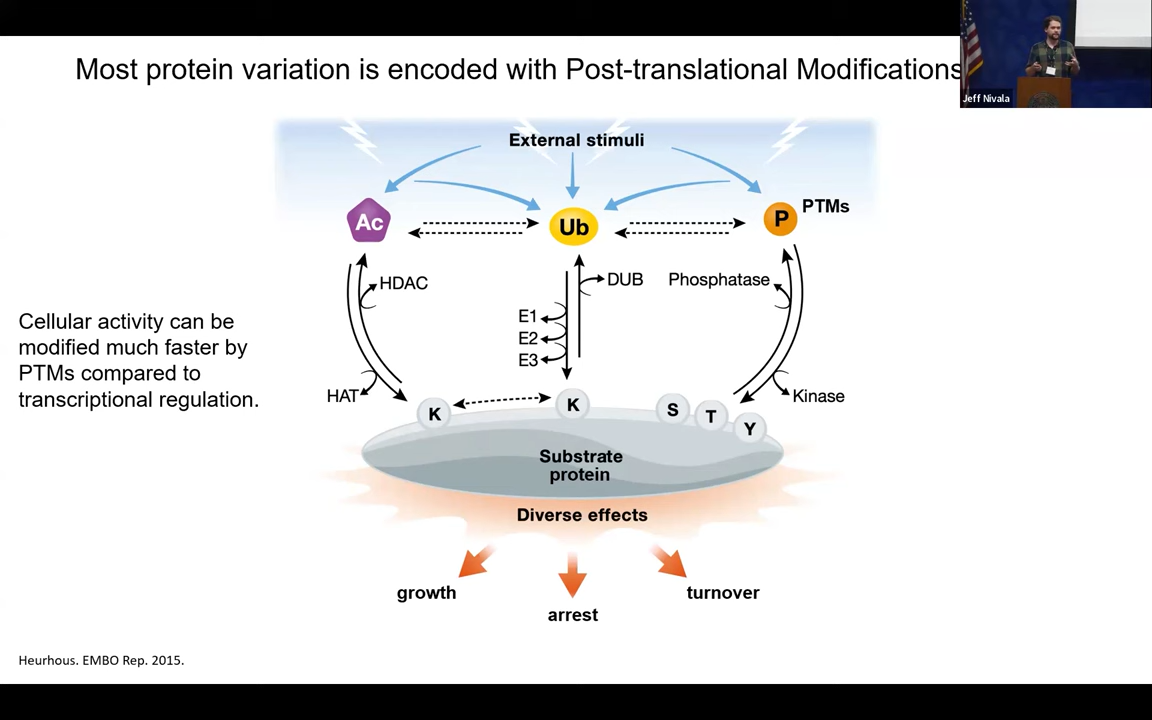 Most protein variation is encoded with Post-translational Modifications
Jeff Nivala
External stimuli
Ac
Ub
P
PTMs
HDAC
DUB
Phosphatase
E1
E2
E3
Cellular activity can be
modified much faster by
PTMs compared to
transcriptional regulation.
HAT
Kinase
K
K
S
T
Y
Substrate
protein
Diverse effects
growth
arrest
turnover
Heurhous. EMBO Rep. 2015.